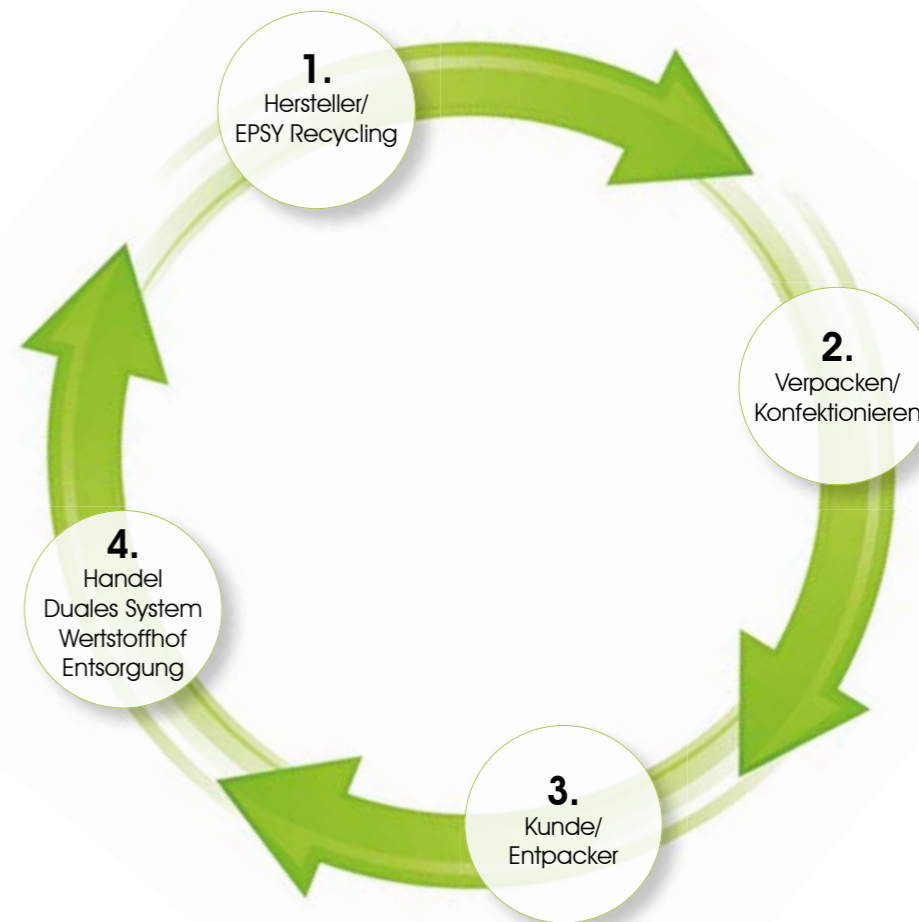 1.
Hersteller/
EPSY Recycling
2.
Verpacken/
Konfektionieren
3.
Kunde/
Entpacker
4.
Handel
Duales System
Wertstoffhof
Entsorgung